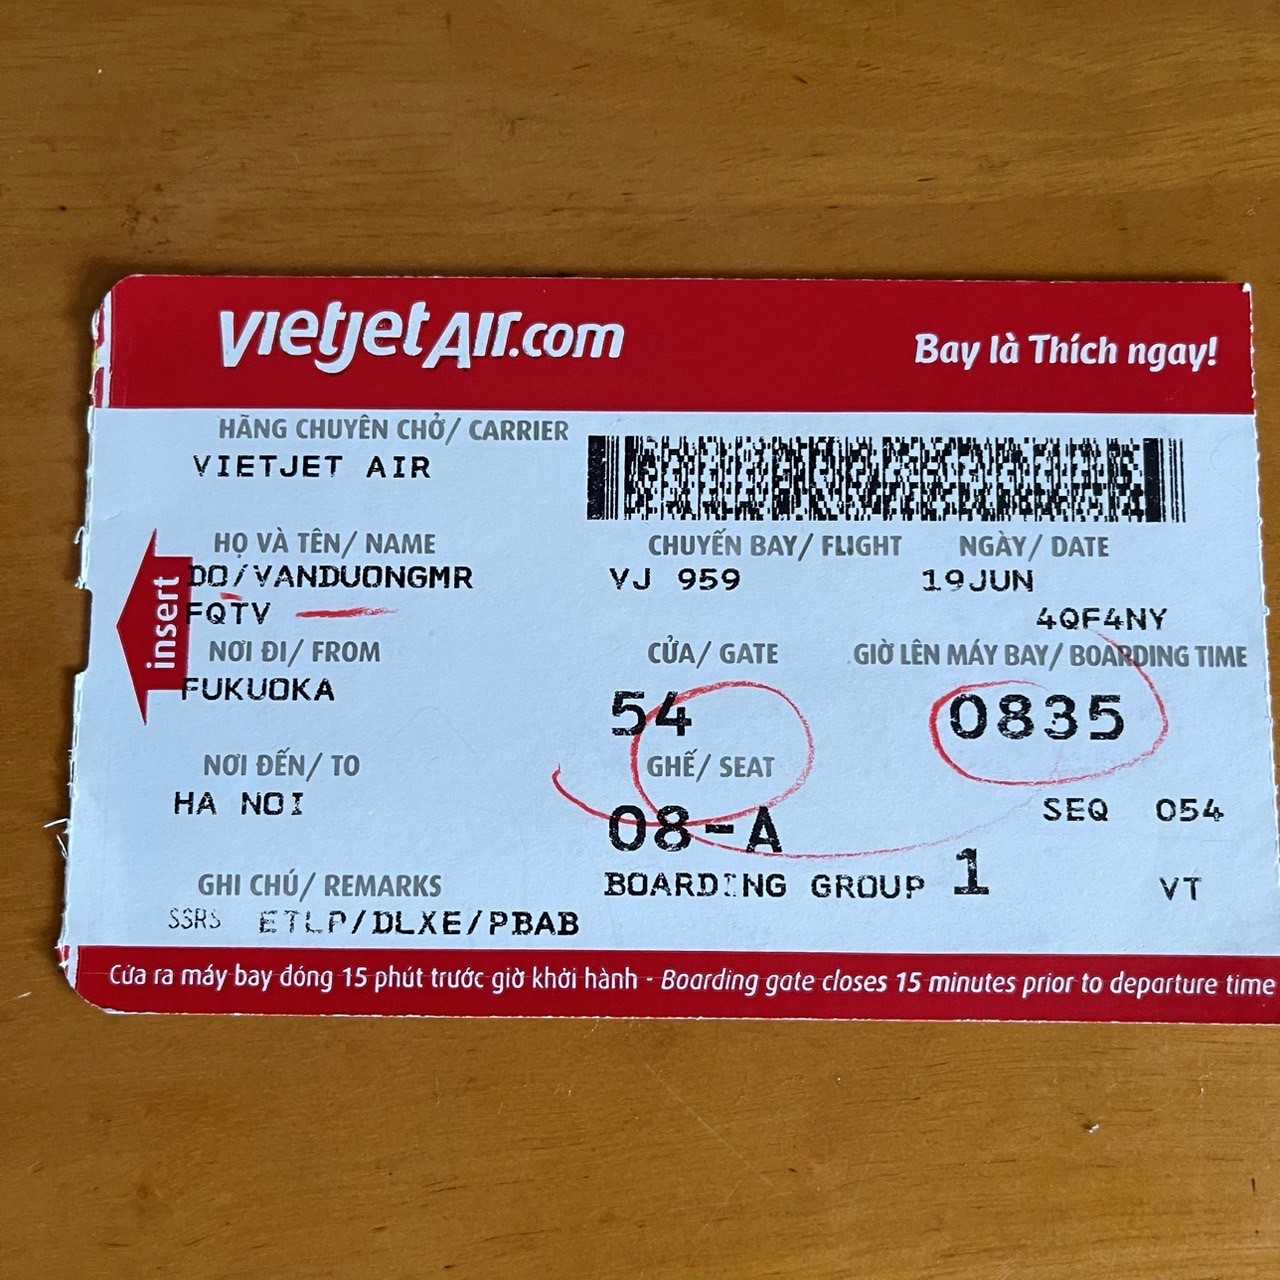 vietjetAir.com
Bay là Thích ngay!
HÃNG CHUYÊN CHỞ/ CARRIER
VIETJET AIR
HỌ VÀ TÊN/ NAME
CHUYẾN BAY/ FLIGHT
NGÀY/ DATE
DO/VANDUONGMR
VJ 959
19JUN
FQTV
4QF4NY
insert
NƠI ĐI/ FROM
CỬA/ GATE
GIỜ LÊN MÁY BAY/ BOARDING TIME
FUKUOKA
54
0835
NƠI ĐẾN/ TO
GHẾ/ SEAT
HA NOI
08-A
SEQ 054
GHI CHÚ/ REMARKS
BOARDING GROUP 1
VT
SSRS ETLP/DLXE/PBAB
Cửa ra máy bay đóng 15 phút trước giờ khởi hành - Boarding gate closes 15 minutes prior to departure time